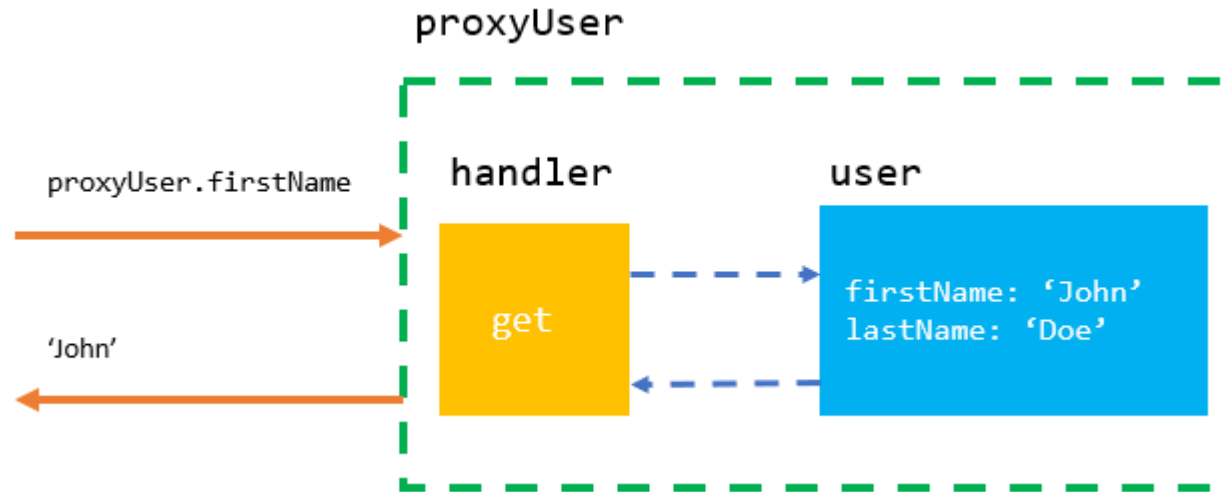 proxyUser
handler
user
proxyUser.firstName
get
firstName: ‘John’
lastName: ‘Doe’
‘John’